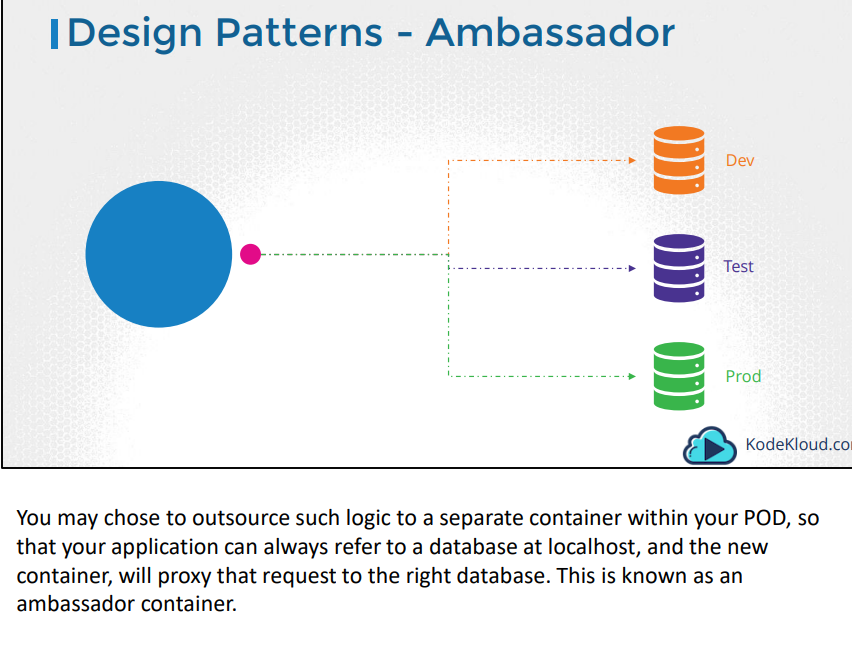 Design Patterns - Ambassador
Dev
Test
Prod
KodeKloud.co
You may chose to outsource such logic to a separate container within your POD, so
that your application can always refer to a database at localhost, and the new
container, will proxy that request to the right database. This is known as an
ambassador container.